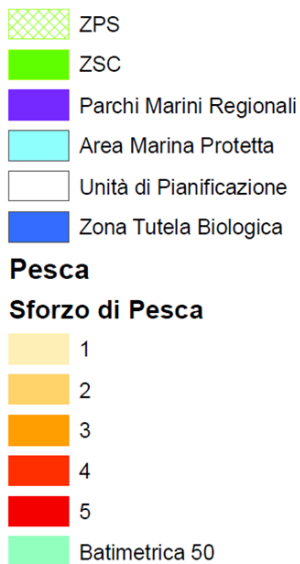 ZPS
ZSC
Parchi Marini Regionali
Area Marina Protetta
Unità di Pianificazione
Zona Tutela Biologica
Pesca
Sforzo di Pesca
1
2
3
4
5
Batimetrica 50